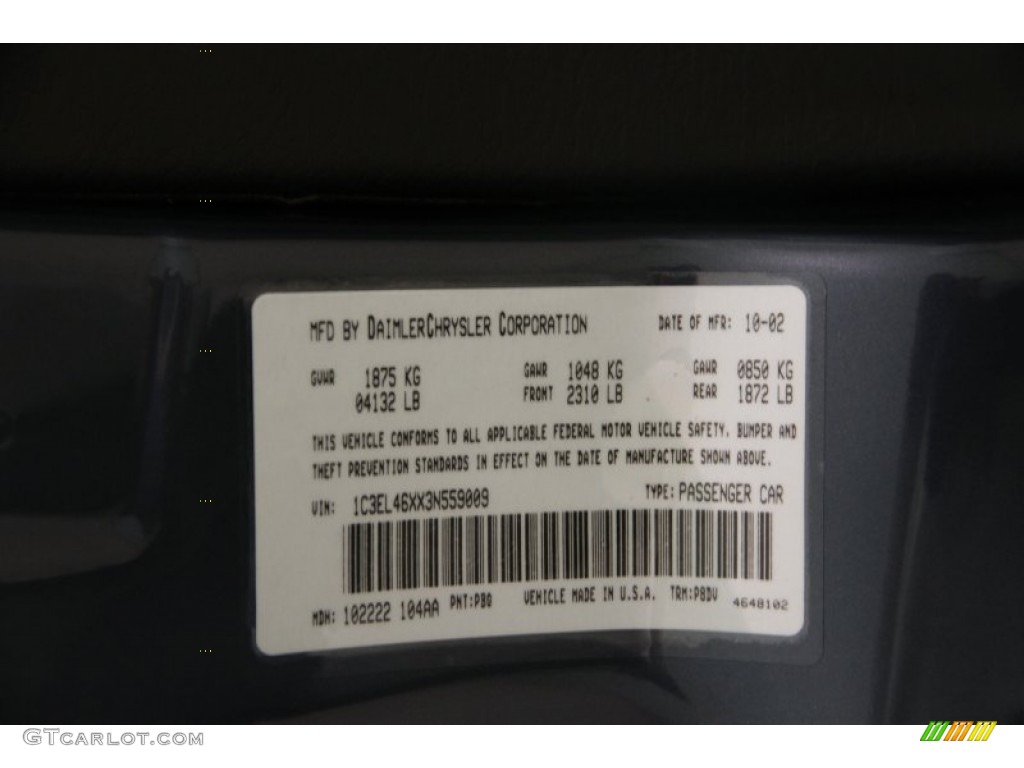 MFD BY DAIMLERCHRYSLER CORPORATION DATE OF MFR: 10-02
GVWR 1875 KG GAWR 1048 KG GAWR 0850 KG
04132 LB FRONT 2310 LB REAR 1872 LB
THIS VEHICLE CONFORMS TO ALL APPLICABLE FEDERAL MOTOR VEHICLE SAFETY, BUMPER AND
THEFT PREVENTION STANDARDS IN EFFECT ON THE DATE OF MANUFACTURE SHOWN ABOVE.
VIN: 1C3EL46XX3N559009 TYPE: PASSENGER CAR
MDH: 102222 104AA PNT:PBQ VEHICLE MADE IN U.S.A. TRM:P8DV 4648102
GTCARLOT.COM